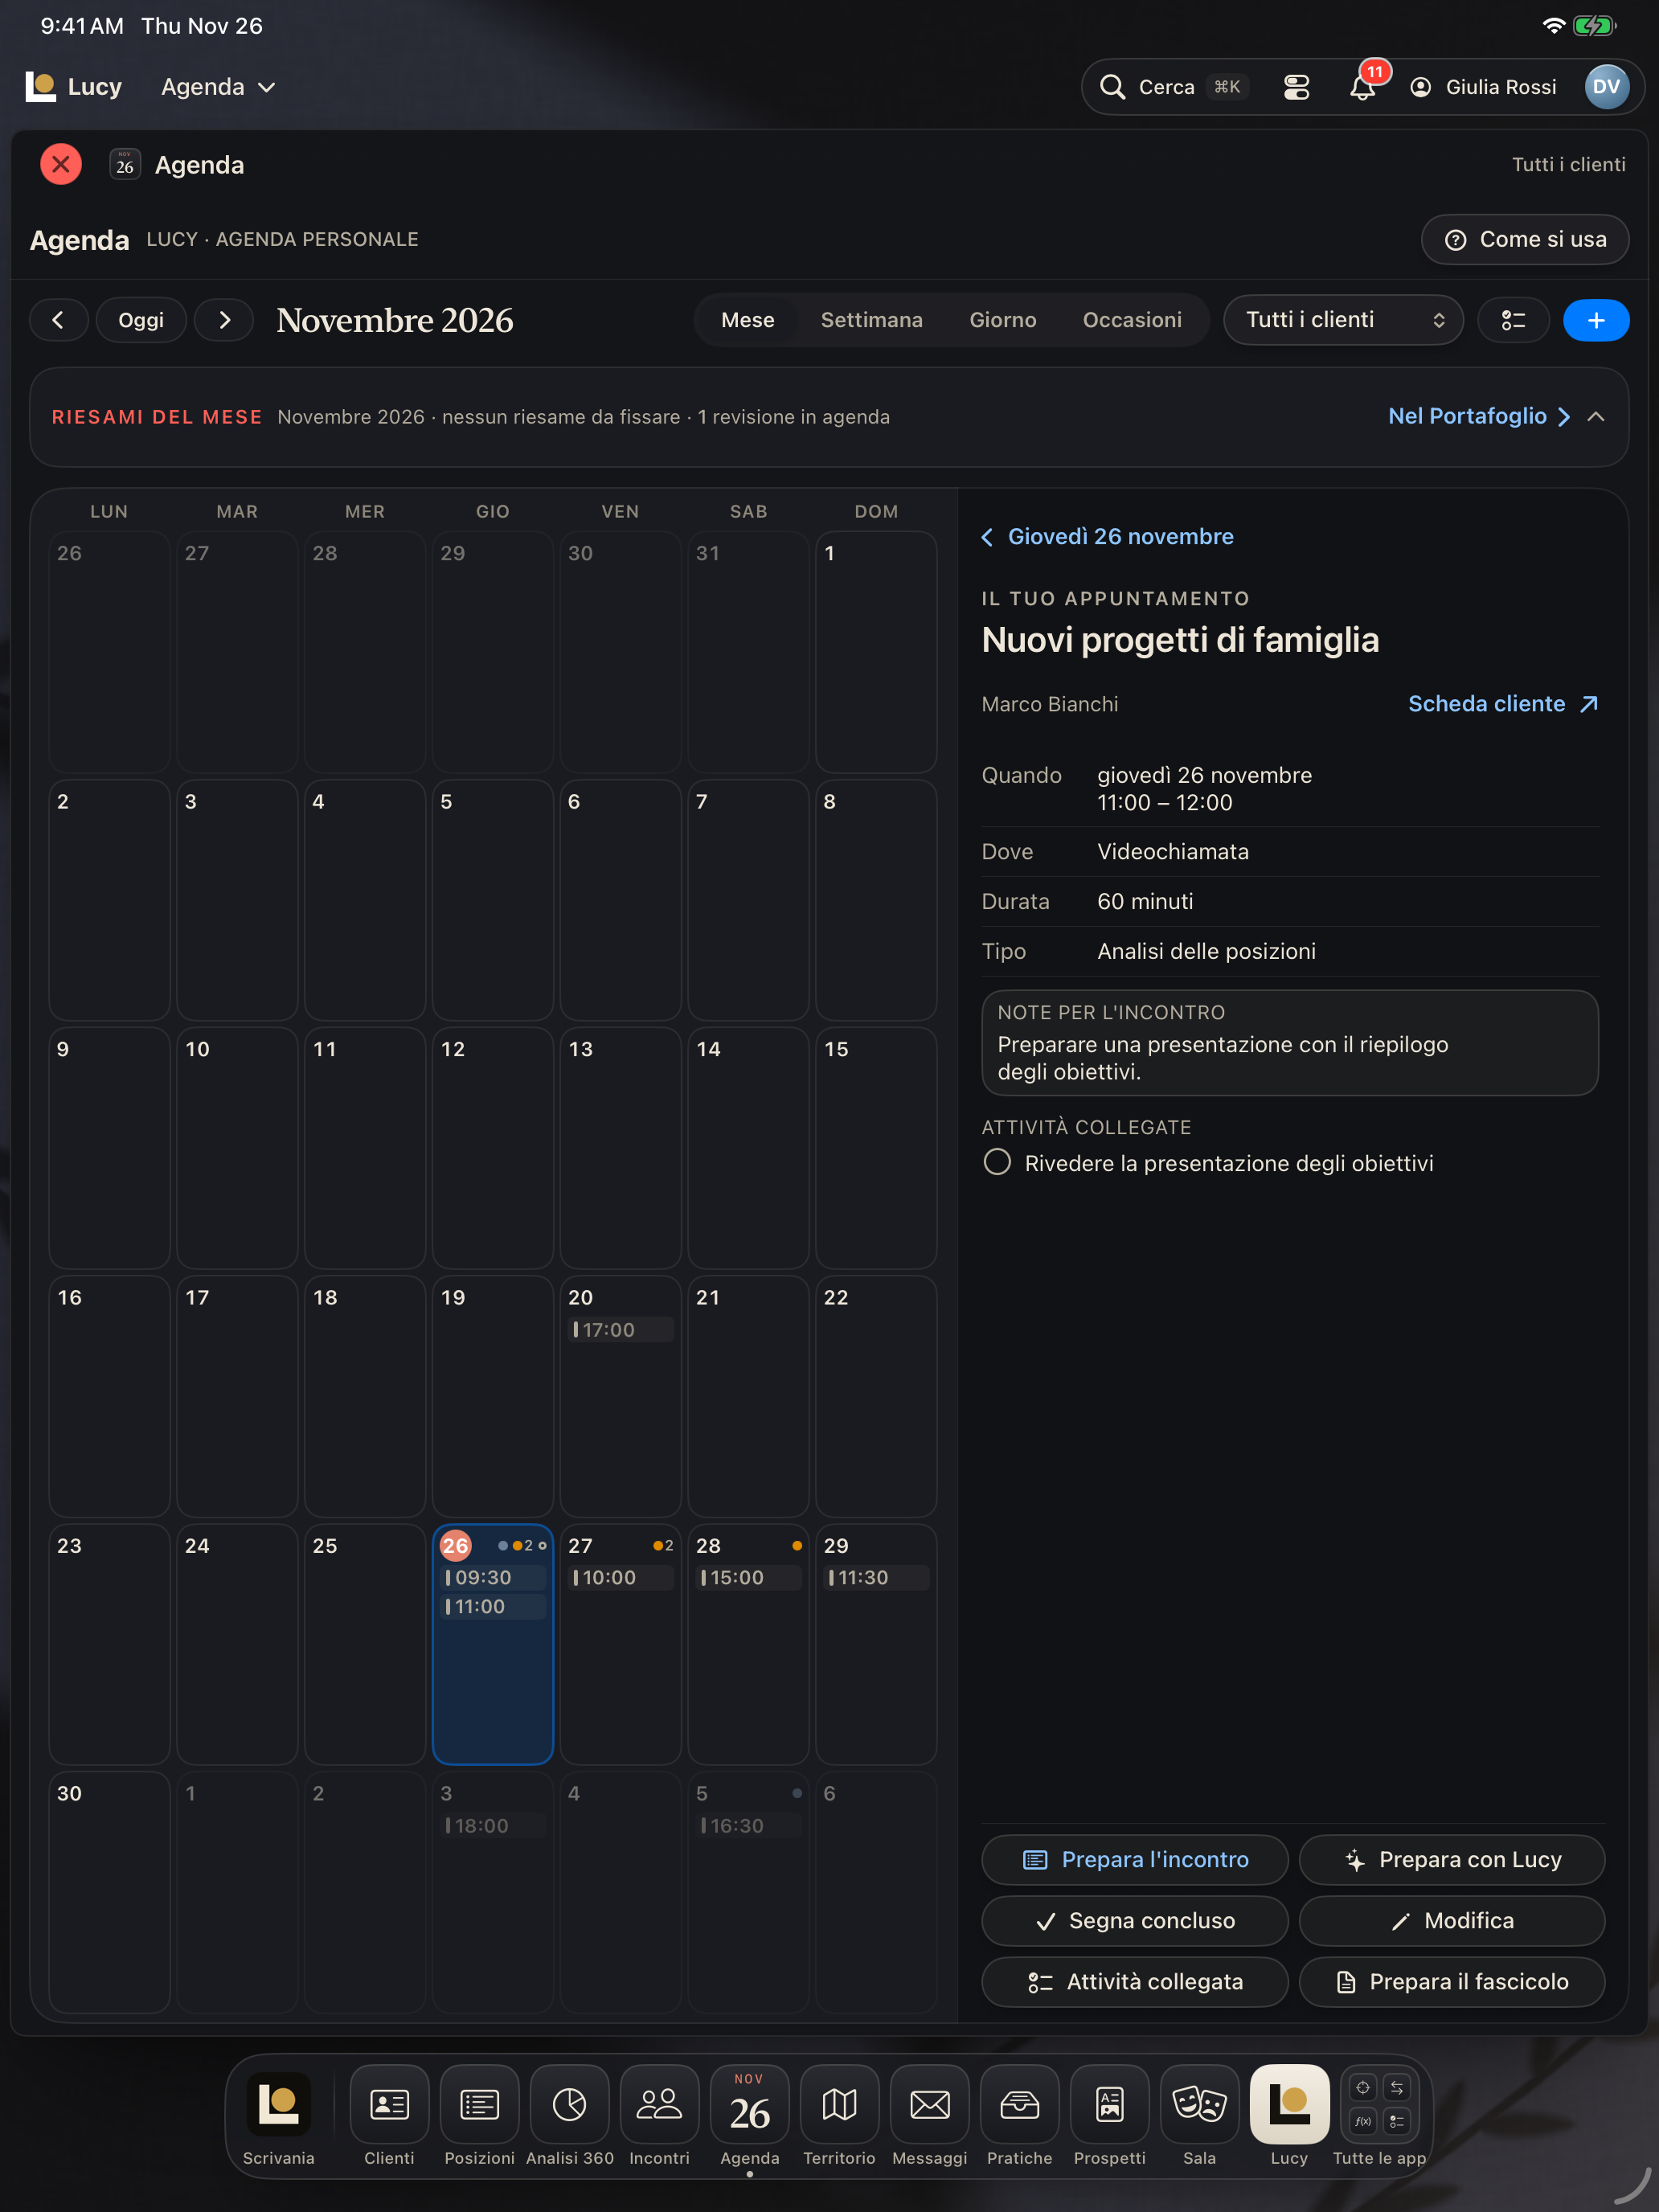 9:41 AM Thu Nov 26
Lucy
Agenda
Cerca ⌘K
11
Giulia Rossi
DV
NOV
26
Agenda
Tutti i clienti
Agenda
LUCY · AGENDA PERSONALE
Come si usa
Oggi
Novembre 2026
Mese
Settimana
Giorno
Occasioni
Tutti i clienti
RIESAMI DEL MESE
Novembre 2026 · nessun riesame da fissare · 1 revisione in agenda
Nel Portafoglio
LUN MAR MER GIO VEN SAB DOM
26 27 28 29 30 31 1
2 3 4 5 6 7 8
9 10 11 12 13 14 15
16 17 18 19 20 21 22
17:00
23 24 25 26 2 27 2 28 29
09:30 10:00 15:00 11:30
11:00
30 1 2 3 4 5 6
18:00 16:30
Giovedì 26 novembre
IL TUO APPUNTAMENTO
Nuovi progetti di famiglia
Marco Bianchi
Scheda cliente
Quando
giovedì 26 novembre
11:00 – 12:00
Dove
Videochiamata
Durata
60 minuti
Tipo
Analisi delle posizioni
NOTE PER L'INCONTRO
Preparare una presentazione con il riepilogo
degli obiettivi.
ATTIVITÀ COLLEGATE
Rivedere la presentazione degli obiettivi
Prepara l'incontro
Prepara con Lucy
Segna concluso
Modifica
Attività collegata
Prepara il fascicolo
NOV
26
f(x)
Scrivania
Clienti
Posizioni
Analisi 360
Incontri
Agenda
Territorio
Messaggi
Pratiche
Prospetti
Sala
Lucy
Tutte le app